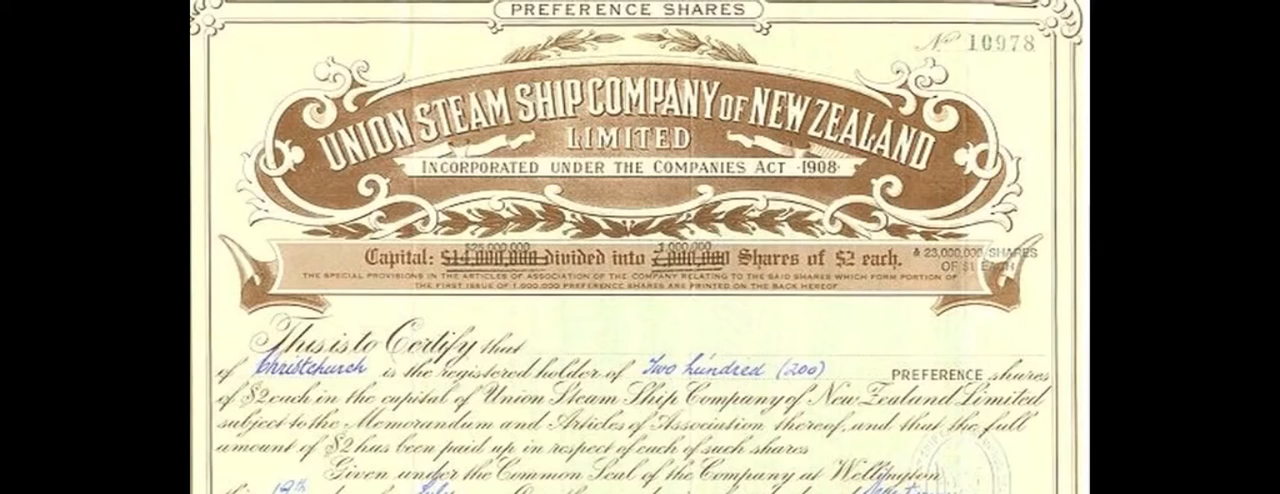 PREFERENCE SHARES
No 10978
UNION STEAM SHIP COMPANY OF NEW ZEALAND
LIMITED
INCORPORATED UNDER THE COMPANIES ACT ·1908·
$25,000,000 1,000,000
Capital: $14,000,000 divided into 7,000,000 Shares of $2 each. & 23,000,000/SHARES
OF $1 EACH
THE SPECIAL PROVISIONS IN THE ARTICLES OF ASSOCIATION OF THE COMPANY RELATING TO THE SAID SHARES WHICH FORM PORTION OF
THE FIRST ISSUE OF 1,000,000 PREFERENCE SHARES ARE PRINTED ON THE BACK HEREOF
This is to Certify that
of Christchurch is the registered holder of Two hundred (200) PREFERENCE shares
of $2 each in the capital of Union Steam Ship Company of New Zealand Limited
subject to the Memorandum and Articles of Association thereof, and that the full
amount of $2 has been paid up in respect of each of such shares
Given under the Common Seal of the Company at Wellington
this 19th day of July